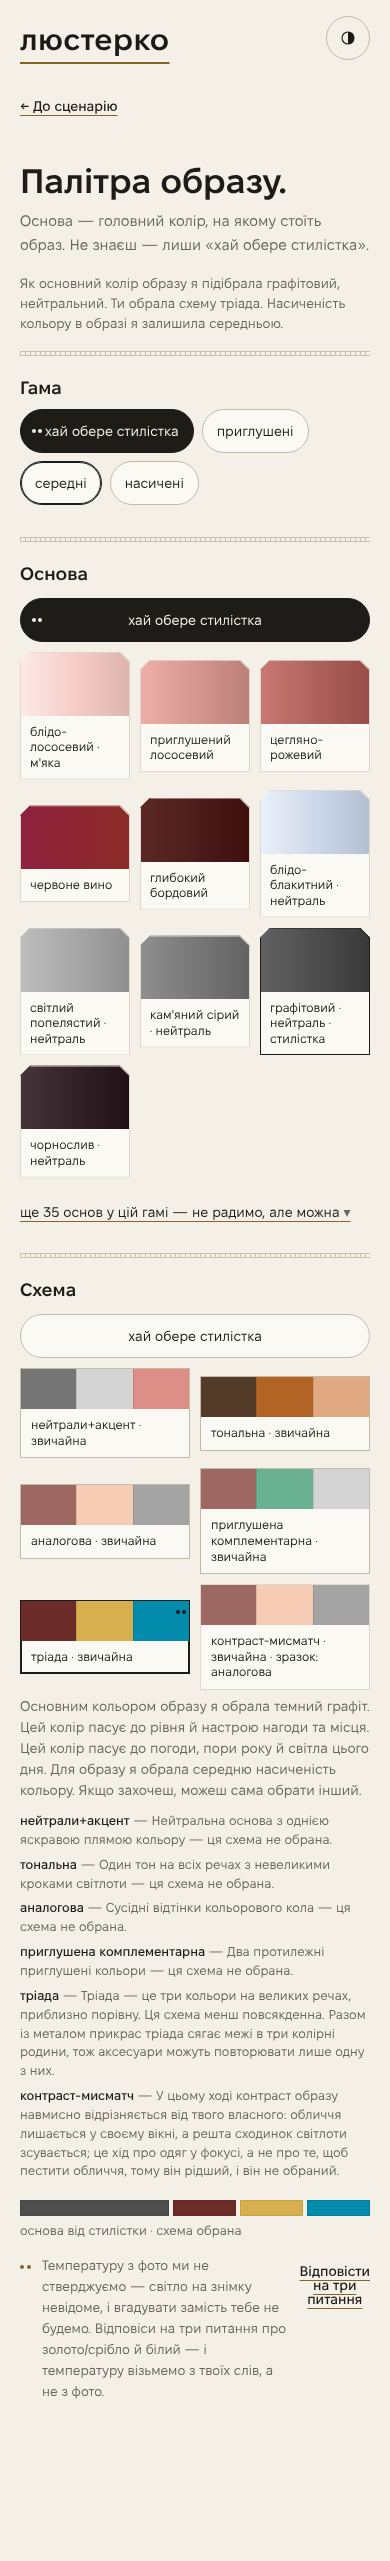 люстерко
← До сценарію
Палітра образу.
Основа — головний колір, на якому стоїть
образ. Не знаєш — лиши «хай обере стилістка».
Як основний колір образу я підібрала графітовий,
нейтральний. Ти обрала схему тріада. Насиченість
кольору в образі я залишила середньою.
Гама
хай обере стилістка
приглушені
середні
насичені
Основа
хай обере стилістка
блідо-
лососевий ·
м'яка
приглушений
лососевий
цегляно-
рожевий
червоне вино
глибокий
бордовий
блідо-
блакитний ·
нейтраль
світлий
попелястий ·
нейтраль
кам'яний сірий
· нейтраль
графітовий ·
нейтраль ·
стилістка
чорнослив ·
нейтраль
ще 35 основ у цій гамі — не радимо, але можна ▾
Схема
хай обере стилістка
нейтрали+акцент ·
звичайна
тональна · звичайна
аналогова · звичайна
приглушена
комплементарна ·
звичайна
тріада · звичайна
контраст-мисматч ·
звичайна · зразок:
аналогова
Основним кольором образу я обрала темний графіт.
Цей колір пасує до рівня й настрою нагоди та місця.
Цей колір пасує до погоди, пори року й світла цього
дня. Для образу я обрала середню насиченість
кольору. Якщо захочеш, можеш сама обрати інший.
нейтрали+акцент — Нейтральна основа з однією
яскравою плямою кольору — ця схема не обрана.
тональна — Один тон на всіх речах з невеликими
кроками світлоти — ця схема не обрана.
аналогова — Сусідні відтінки кольорового кола — ця
схема не обрана.
приглушена комплементарна — Два протилежні
приглушені кольори — ця схема не обрана.
тріада — Тріада — це три кольори на великих речах,
приблизно порівну. Ця схема менш повсякденна. Разом
із металом прикрас тріада сягає межі в три колірні
родини, тож аксесуари можуть повторювати лише одну
з них.
контраст-мисматч — У цьому ході контраст образу
навмисно відрізняється від твого власного: обличчя
лишається у своєму вікні, а решта сходинок світлоти
зсувається; це хід про одяг у фокусі, а не про те, щоб
пестити обличчя, тому він рідший, і він не обраний.
основа від стилістки · схема обрана
Температуру з фото ми не
стверджуємо — світло на знімку
невідоме, і вгадувати замість тебе не
будемо. Відповіси на три питання про
золото/срібло й білий — і
температуру візьмемо з твоїх слів, а
не з фото.
Відповісти
на три
питання